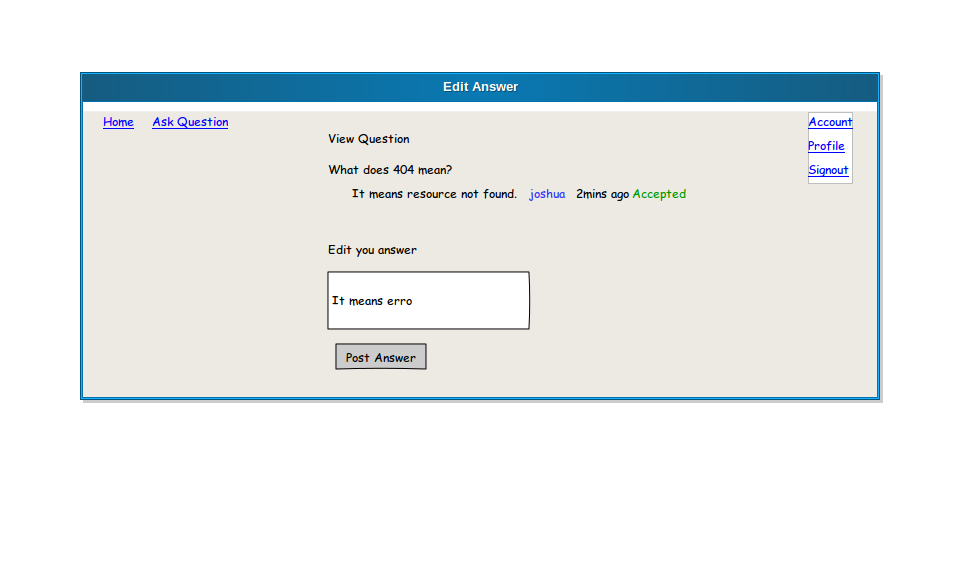 Edit Answer
Home Ask Question
Account
Profile
Signout
View Question
What does 404 mean?
It means resource not found. joshua 2mins ago Accepted
Edit you answer
It means erro
Post Answer